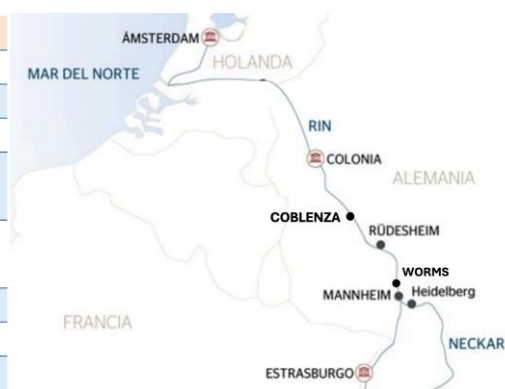 ÁMSTERDAM
HOLANDA
MAR DEL NORTE
RIN
COLONIA
ALEMANIA
COBLENZA
RÜDESHEIM
WORMS
MANNHEIM
Heidelberg
FRANCIA
NECKAR
ESTRASBURGO